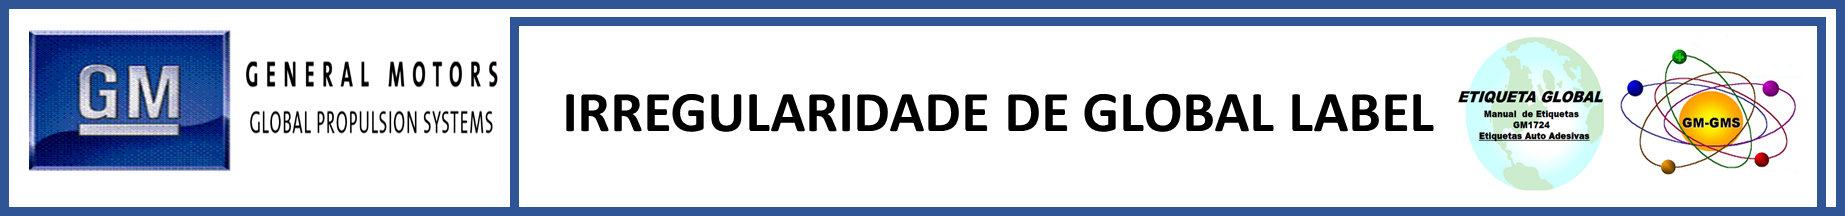 GM
GENERAL MOTORS
GLOBAL PROPULSION SYSTEMS
IRREGULARIDADE DE GLOBAL LABEL
ETIQUETA GLOBAL
Manual de Etiquetas
GM1724
Etiquetas Auto Adesivas
GM-GMS